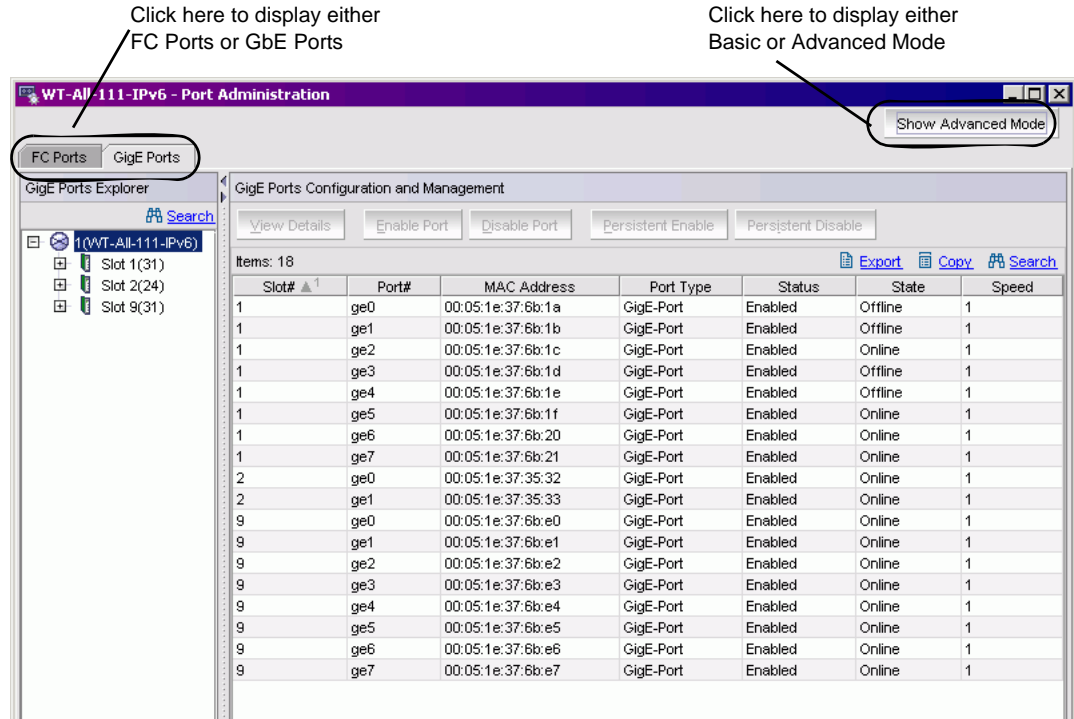 Click here to display either
FC Ports or GbE Ports
Click here to display either
Basic or Advanced Mode
WT-All-111-IPv6 - Port Administration
Show Advanced Mode
FC Ports GigE Ports
GigE Ports Explorer
Search
1(WT-All-111-IPv6)
Slot 1(31)
Slot 2(24)
Slot 9(31)
GigE Ports Configuration and Management
View Details Enable Port Disable Port Persistent Enable Persistent Disable
Items: 18 Export Copy Search
Slot# 1 Port# MAC Address Port Type Status State Speed
1 ge0 00:05:1e:37:6b:1a GigE-Port Enabled Offline 1
1 ge1 00:05:1e:37:6b:1b GigE-Port Enabled Offline 1
1 ge2 00:05:1e:37:6b:1c GigE-Port Enabled Online 1
1 ge3 00:05:1e:37:6b:1d GigE-Port Enabled Offline 1
1 ge4 00:05:1e:37:6b:1e GigE-Port Enabled Offline 1
1 ge5 00:05:1e:37:6b:1f GigE-Port Enabled Online 1
1 ge6 00:05:1e:37:6b:20 GigE-Port Enabled Online 1
1 ge7 00:05:1e:37:6b:21 GigE-Port Enabled Online 1
2 ge0 00:05:1e:37:35:32 GigE-Port Enabled Online 1
2 ge1 00:05:1e:37:35:33 GigE-Port Enabled Online 1
9 ge0 00:05:1e:37:6b:e0 GigE-Port Enabled Online 1
9 ge1 00:05:1e:37:6b:e1 GigE-Port Enabled Online 1
9 ge2 00:05:1e:37:6b:e2 GigE-Port Enabled Online 1
9 ge3 00:05:1e:37:6b:e3 GigE-Port Enabled Online 1
9 ge4 00:05:1e:37:6b:e4 GigE-Port Enabled Online 1
9 ge5 00:05:1e:37:6b:e5 GigE-Port Enabled Online 1
9 ge6 00:05:1e:37:6b:e6 GigE-Port Enabled Online 1
9 ge7 00:05:1e:37:6b:e7 GigE-Port Enabled Online 1